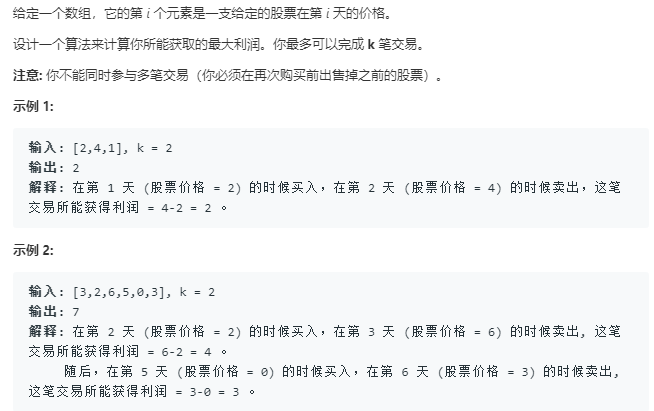 给定一个数组，它的第 i 个元素是一支给定的股票在第 i 天的价格。
设计一个算法来计算你所能获取的最大利润。你最多可以完成 k 笔交易。
注意: 你不能同时参与多笔交易（你必须在再次购买前出售掉之前的股票）。
示例 1:
输入: [2,4,1], k = 2
输出: 2
解释: 在第 1 天 (股票价格 = 2) 的时候买入，在第 2 天 (股票价格 = 4) 的时候卖出，这笔
交易所能获得利润 = 4-2 = 2 。
示例 2:
输入: [3,2,6,5,0,3], k = 2
输出: 7
解释: 在第 2 天 (股票价格 = 2) 的时候买入，在第 3 天 (股票价格 = 6) 的时候卖出, 这笔
交易所能获得利润 = 6-2 = 4 。
随后，在第 5 天 (股票价格 = 0) 的时候买入，在第 6 天 (股票价格 = 3) 的时候卖出,
这笔交易所能获得利润 = 3-0 = 3 。